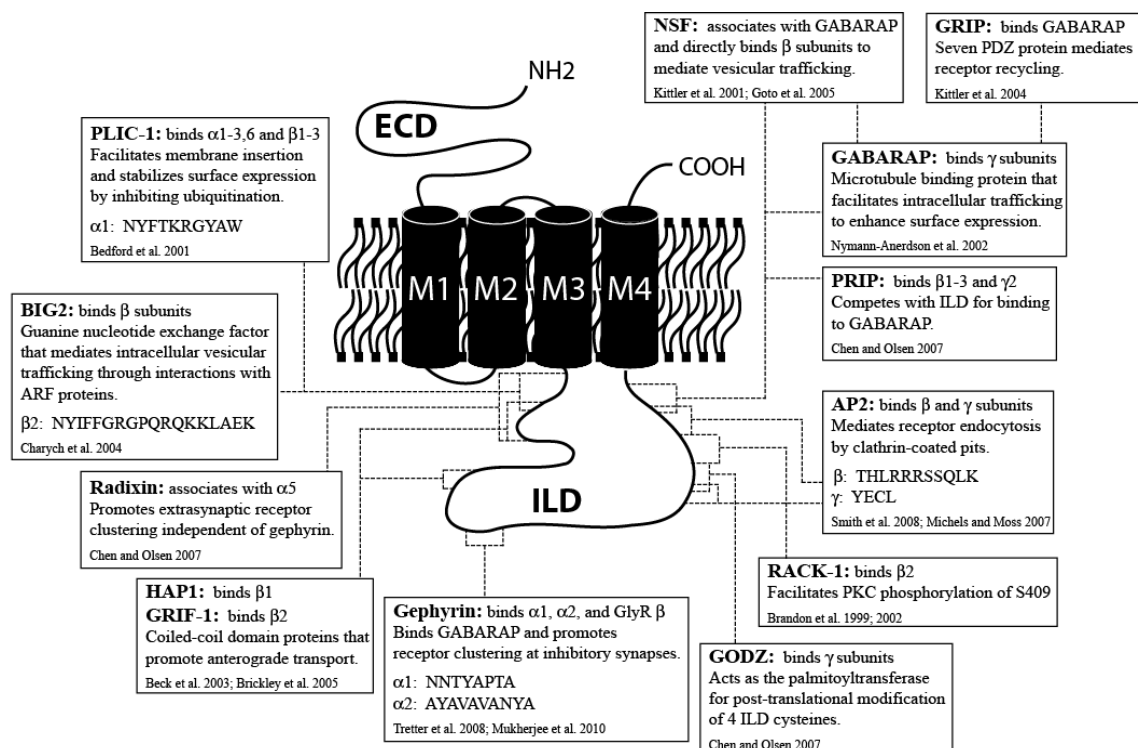 NH2
ECD
COOH
M1
M2
M3
M4
ILD
PLIC-1: binds α1-3,6 and β1-3
Facilitates membrane insertion
and stabilizes surface expression
by inhibiting ubiquitination.
α1: NYFTKRGYAW
Bedford et al. 2001
BIG2: binds β subunits
Guanine nucleotide exchange factor
that mediates intracellular vesicular
trafficking through interactions with
ARF proteins.
β2: NYIFFGRGPQRQKKLAEK
Charych et al. 2004
Radixin: associates with α5
Promotes extrasynaptic receptor
clustering independent of gephyrin.
Chen and Olsen 2007
HAP1: binds β1
GRIF-1: binds β2
Coiled-coil domain proteins that
promote anterograde transport.
Beck et al. 2003; Brickley et al. 2005
Gephyrin: binds α1, α2, and GlyR β
Binds GABARAP and promotes
receptor clustering at inhibitory synapses.
α1: NNTYAPTA
α2: AYAVAVANYA
Tretter et al. 2008; Mukherjee et al. 2010
NSF: associates with GABARAP
and directly binds β subunits to
mediate vesicular trafficking.
Kittler et al. 2001; Goto et al. 2005
GRIP: binds GABARAP
Seven PDZ protein mediates
receptor recycling.
Kittler et al. 2004
GABARAP: binds γ subunits
Microtubule binding protein that
facilitates intracellular trafficking
to enhance surface expression.
Nymann-Anerdson et al. 2002
PRIP: binds β1-3 and γ2
Competes with ILD for binding
to GABARAP.
Chen and Olsen 2007
AP2: binds β and γ subunits
Mediates receptor endocytosis
by clathrin-coated pits.
β: THLRRRSSQLK
γ: YECL
Smith et al. 2008; Michels and Moss 2007
RACK-1: binds β2
Facilitates PKC phosphorylation of S409
Brandon et al. 1999; 2002
GODZ: binds γ subunits
Acts as the palmitoyltransferase
for post-translational modification
of 4 ILD cysteines.
Chen and Olsen 2007